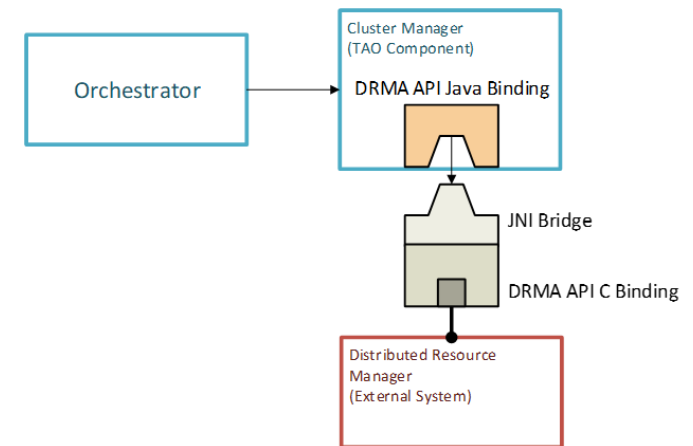 Cluster Manager
(TAO Component)
Orchestrator
DRMA API Java Binding
JNI Bridge
DRMA API C Binding
Distributed Resource
Manager
(External System)